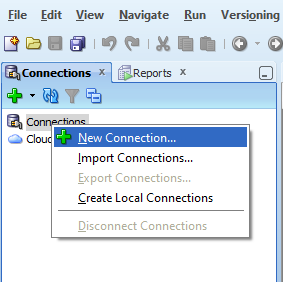 File Edit View Navigate Run Versioning
Connections x Reports x
Connections
Cloud
New Connection...
Import Connections...
Export Connections...
Create Local Connections
Disconnect Connections